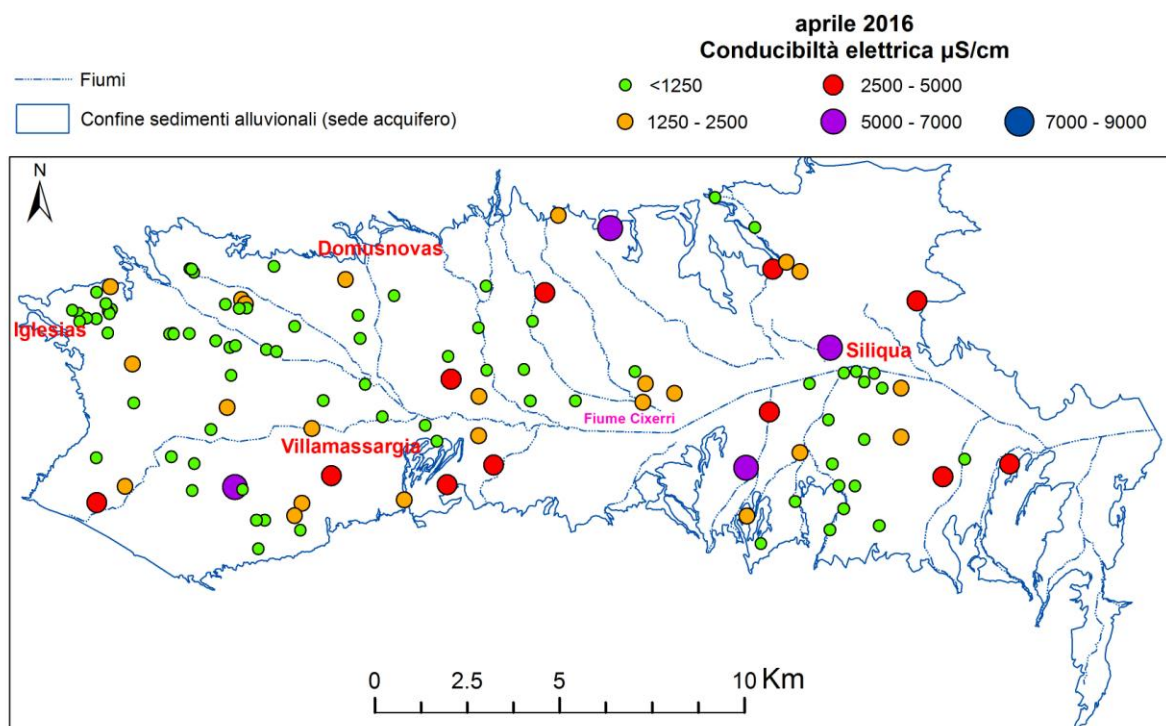 aprile 2016
Conducibiltà elettrica µS/cm
Fiumi
Confine sedimenti alluvionali (sede acquifero)
<1250
2500 - 5000
1250 - 2500
5000 - 7000
7000 - 9000
N
Domusnovas
Iglesias
Siliqua
Fiume Cixerri
Villamassargia
0 2.5 5 10 Km